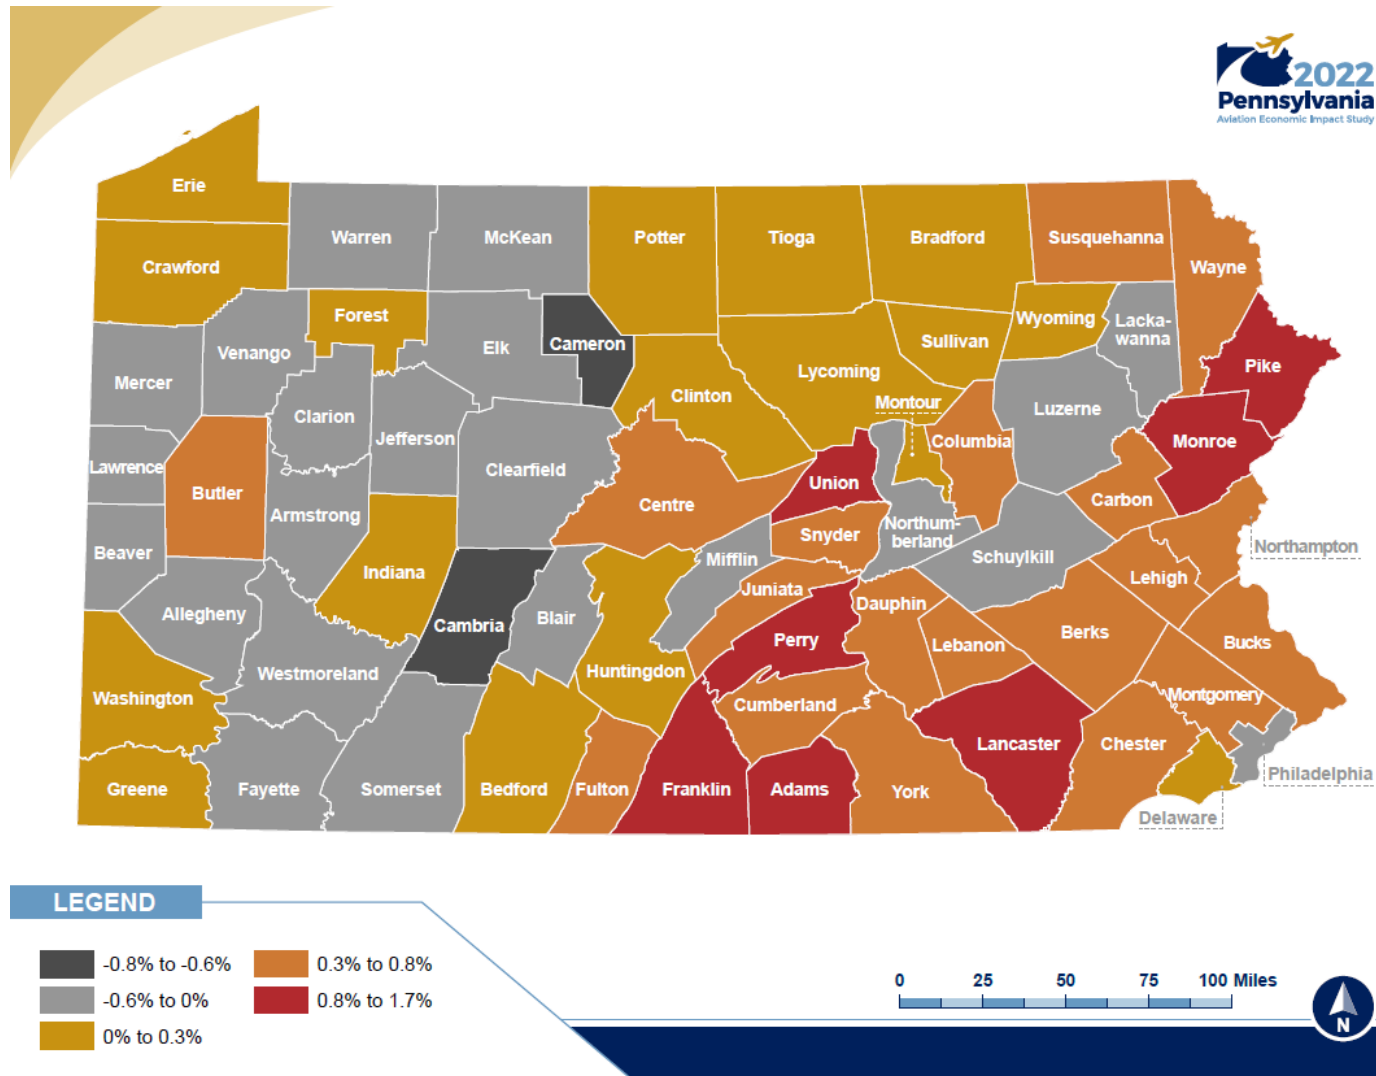 2022
Pennsylvania
Aviation Economic Impact Study
Erie
Warren
McKean
Potter
Tioga
Bradford
Susquehanna
Wayne
Crawford
Forest
Wyoming
Lacka-
wanna
Venango
Elk
Cameron
Sullivan
Pike
Mercer
Clinton
Lycoming
Montour
Luzerne
Clarion
Jefferson
Columbia
Monroe
Lawrence
Butler
Clearfield
Union
Carbon
Armstrong
Centre
Snyder
Northum-
berland
Northampton
Beaver
Indiana
Mifflin
Schuylkill
Lehigh
Allegheny
Cambria
Blair
Juniata
Dauphin
Perry
Lebanon
Berks
Bucks
Westmoreland
Huntingdon
Washington
Cumberland
Montgomery
Lancaster
Chester
Philadelphia
Greene
Fayette
Somerset
Bedford
Fulton
Franklin
Adams
York
Delaware
LEGEND
-0.8% to -0.6%
-0.6% to 0%
0% to 0.3%
0.3% to 0.8%
0.8% to 1.7%
0 25 50 75 100 Miles
N